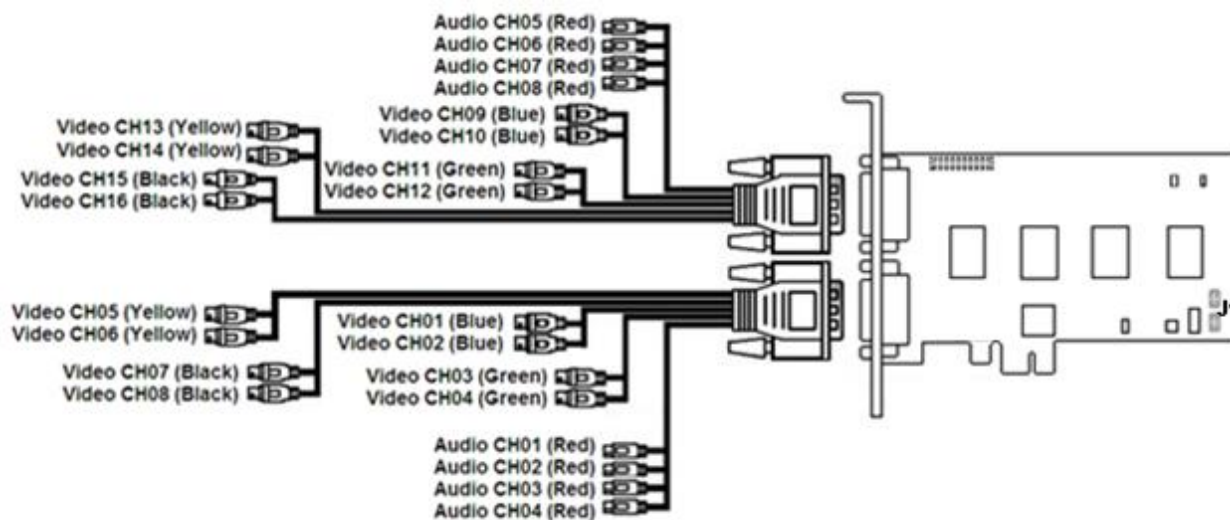 Audio CH05 (Red)
Audio CH06 (Red)
Audio CH07 (Red)
Audio CH08 (Red)
Video CH09 (Blue)
Video CH10 (Blue)
Video CH13 (Yellow)
Video CH14 (Yellow)
Video CH11 (Green)
Video CH12 (Green)
Video CH15 (Black)
Video CH16 (Black)
Video CH05 (Yellow)
Video CH06 (Yellow)
Video CH01 (Blue)
Video CH02 (Blue)
Video CH07 (Black)
Video CH08 (Black)
Video CH03 (Green)
Video CH04 (Green)
Audio CH01 (Red)
Audio CH02 (Red)
Audio CH03 (Red)
Audio CH04 (Red)